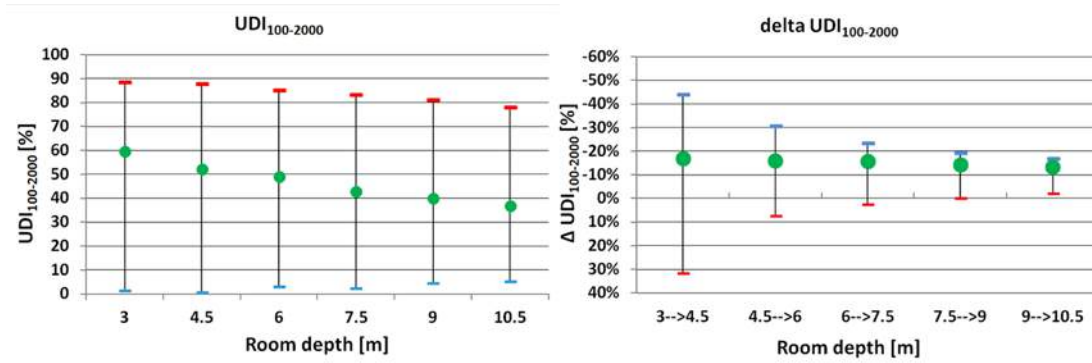 UDI100-2000
UDI100-2000 [%]
100
90
80
70
60
50
40
30
20
10
0
3 4.5 6 7.5 9 10.5
Room depth [m]
delta UDI100-2000
Δ UDI100-2000 [%]
-60%
-50%
-40%
-30%
-20%
-10%
0%
10%
20%
30%
40%
3-->4.5 4.5-->6 6-->7.5 7.5-->9 9-->10.5
Room depth [m]